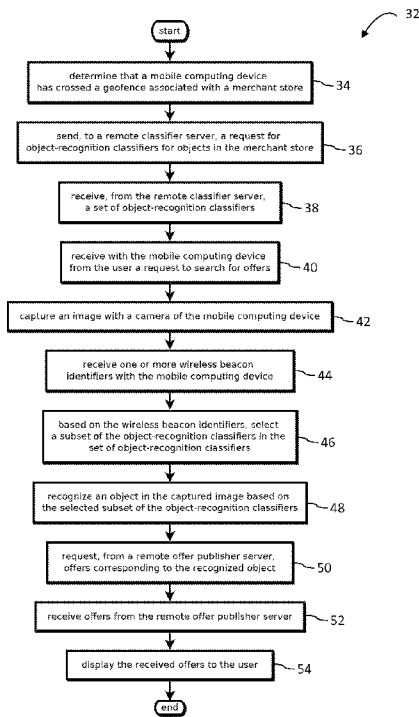 32
start
determine that a mobile computing device
has crossed a geofence associated with a merchant store
34
send, to a remote classifier server, a request for
object-recognition classifiers for objects in the merchant store
36
receive, from the remote classifier server,
a set of object-recognition classifiers
38
receive with the mobile computing device
from the user a request to search for offers
40
capture an image with a camera of the mobile computing device
42
receive one or more wireless beacon
identifiers with the mobile computing device
44
based on the wireless beacon identifiers, select
a subset of the object-recognition classifiers in the
set of object-recognition classifiers
46
recognize an object in the captured image based on
the selected subset of the object-recognition classifiers
48
request, from a remote offer publisher server,
offers corresponding to the recognized object
50
receive offers from the remote offer publisher server
52
display the received offers to the user
54
end